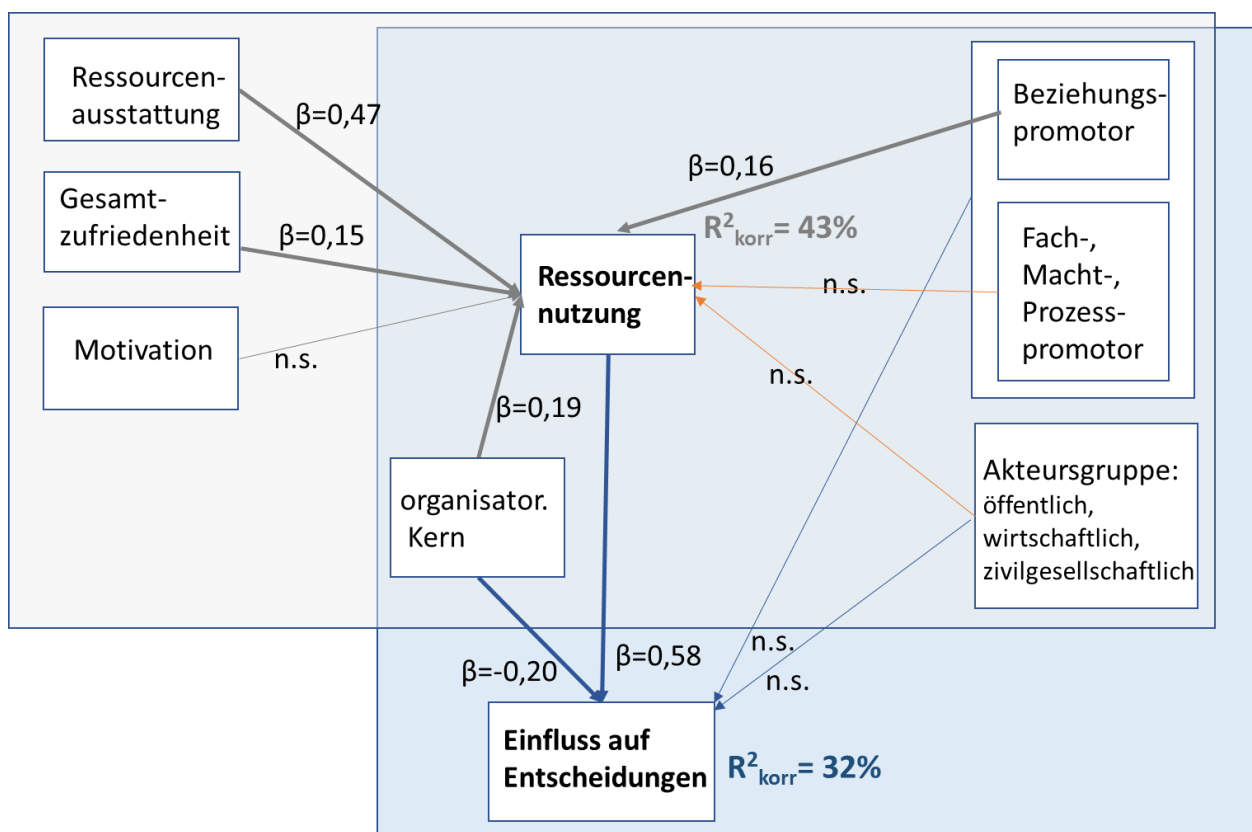 Ressourcen-
ausstattung
β=0,47
Gesamt-
zufriedenheit
β=0,15
Motivation
n.s.
Beziehungs-
promotor
β=0,16
R²korr= 43%
Ressourcen-
nutzung
Fach-,
Macht-,
Prozess-
promotor
n.s.
n.s.
β=0,19
organisator.
Kern
Akteursgruppe:
öffentlich,
wirtschaftlich,
zivilgesellschaftlich
β=-0,20
β=0,58
n.s.
n.s.
Einfluss auf
Entscheidungen
R²korr= 32%